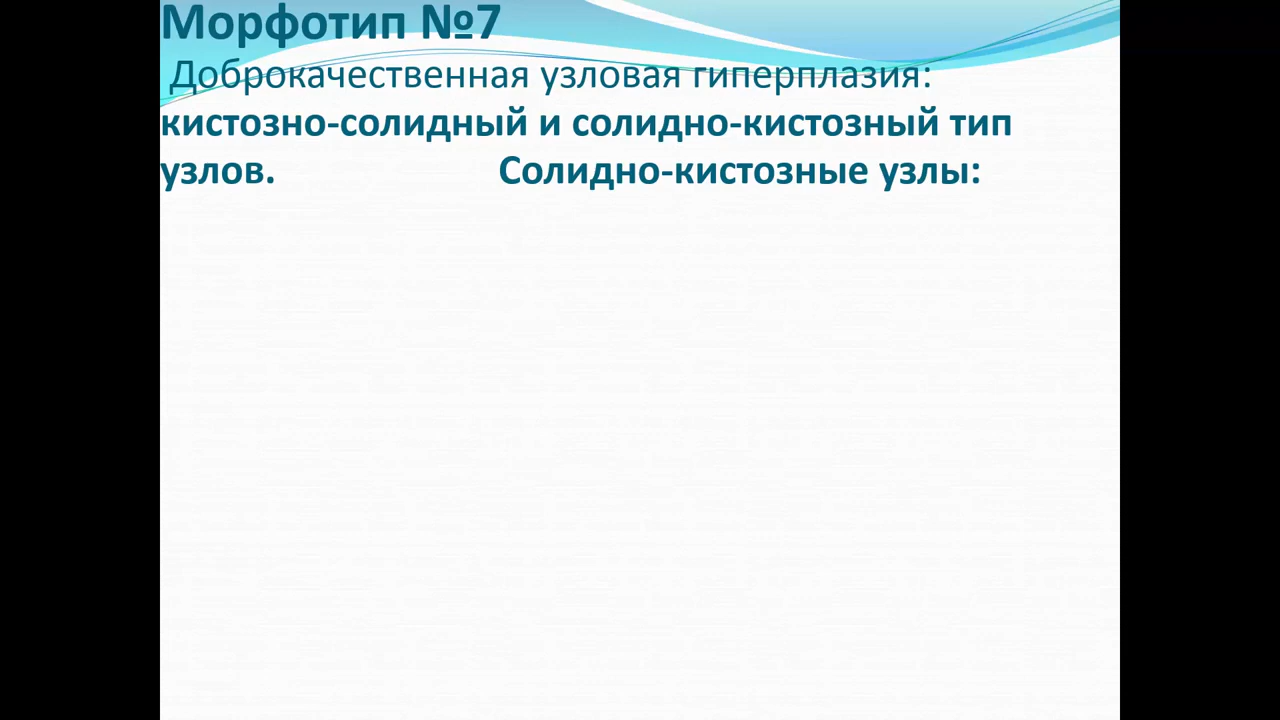 Морфотип №7
Доброкачественная узловая гиперплазия:
кистозно-солидный и солидно-кистозный тип
узлов. Солидно-кистозные узлы: